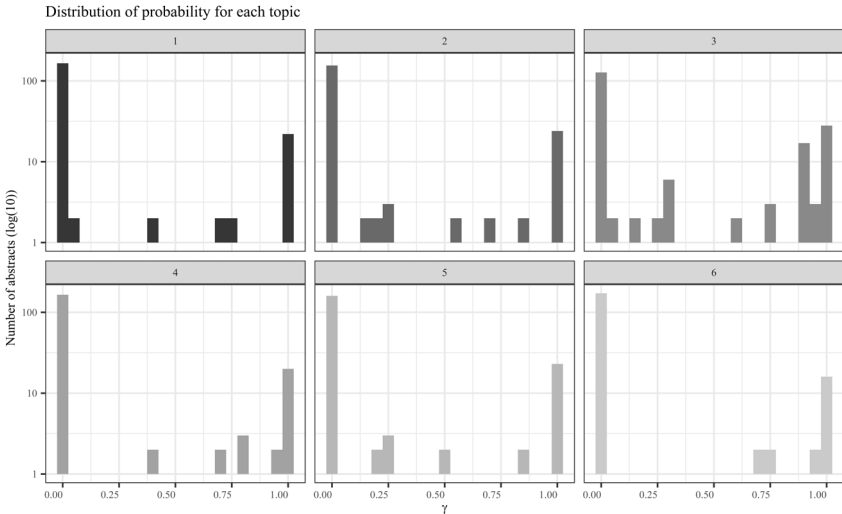 Distribution of probability for each topic
1 2 3
100
10
1
4 5 6
100
10
1
0.00 0.25 0.50 0.75 1.00 0.00 0.25 0.50 0.75 1.00 0.00 0.25 0.50 0.75 1.00
γ
Number of abstracts (log(10))